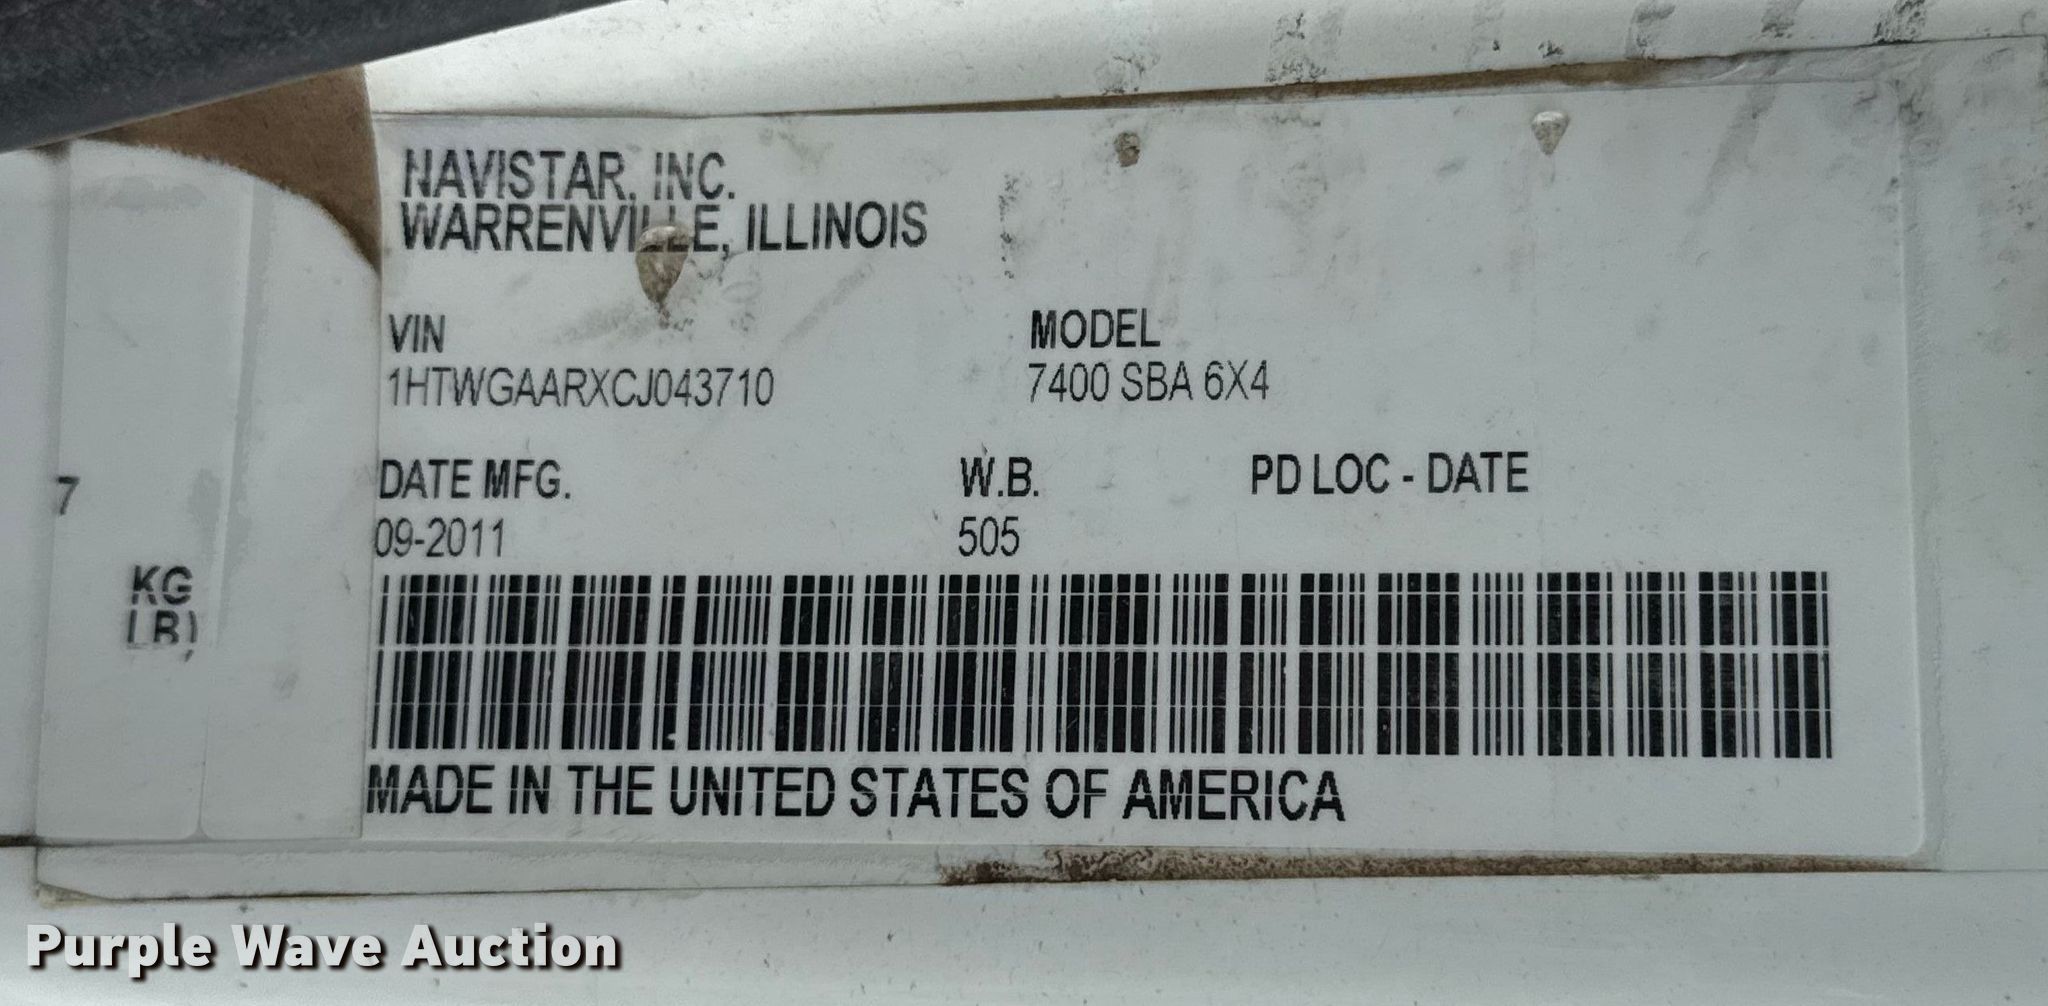 NAVISTAR, INC.
WARRENVILLE, ILLINOIS
VIN
1HTWGAARXCJ043710
MODEL
7400 SBA 6X4
DATE MFG.
09-2011
W.B.
505
PD LOC - DATE
7
KG
LB)
MADE IN THE UNITED STATES OF AMERICA
Purple Wave Auction